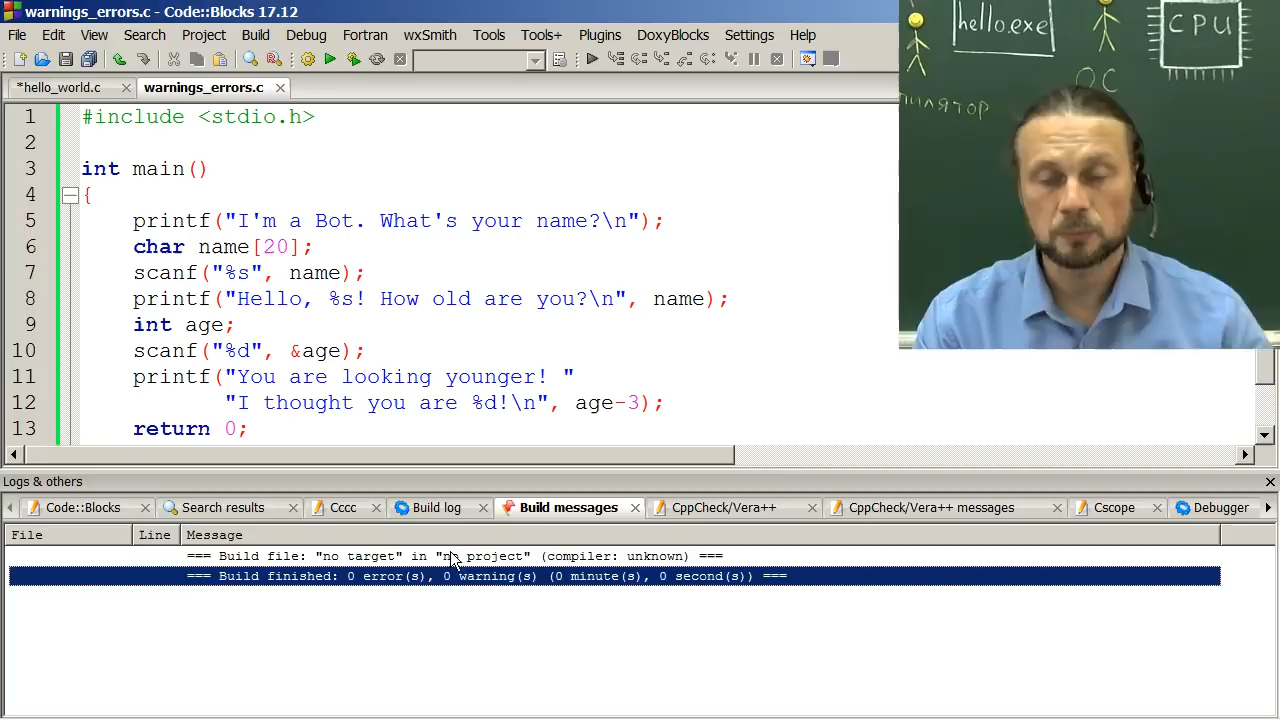 warnings_errors.c - Code::Blocks 17.12
File Edit View Search Project Build Debug Fortran wxSmith Tools Tools+ Plugins DoxyBlocks Settings Help
*hello_world.c warnings_errors.c
1 #include <stdio.h>
2
3 int main()
4 {
5 printf("I'm a Bot. What's your name?\n");
6 char name[20];
7 scanf("%s", name);
8 printf("Hello, %s! How old are you?\n", name);
9 int age;
10 scanf("%d", &age);
11 printf("You are looking younger! "
12 "I thought you are %d!\n", age-3);
13 return 0;
hello.exe
CPU
ОС
Logs & others
Code::Blocks Search results Cccc Build log Build messages CppCheck/Vera++ CppCheck/Vera++ messages Cscope Debugger
File Line Message
=== Build file: "no target" in "no project" (compiler: unknown) ===
=== Build finished: 0 error(s), 0 warning(s) (0 minute(s), 0 second(s)) ===